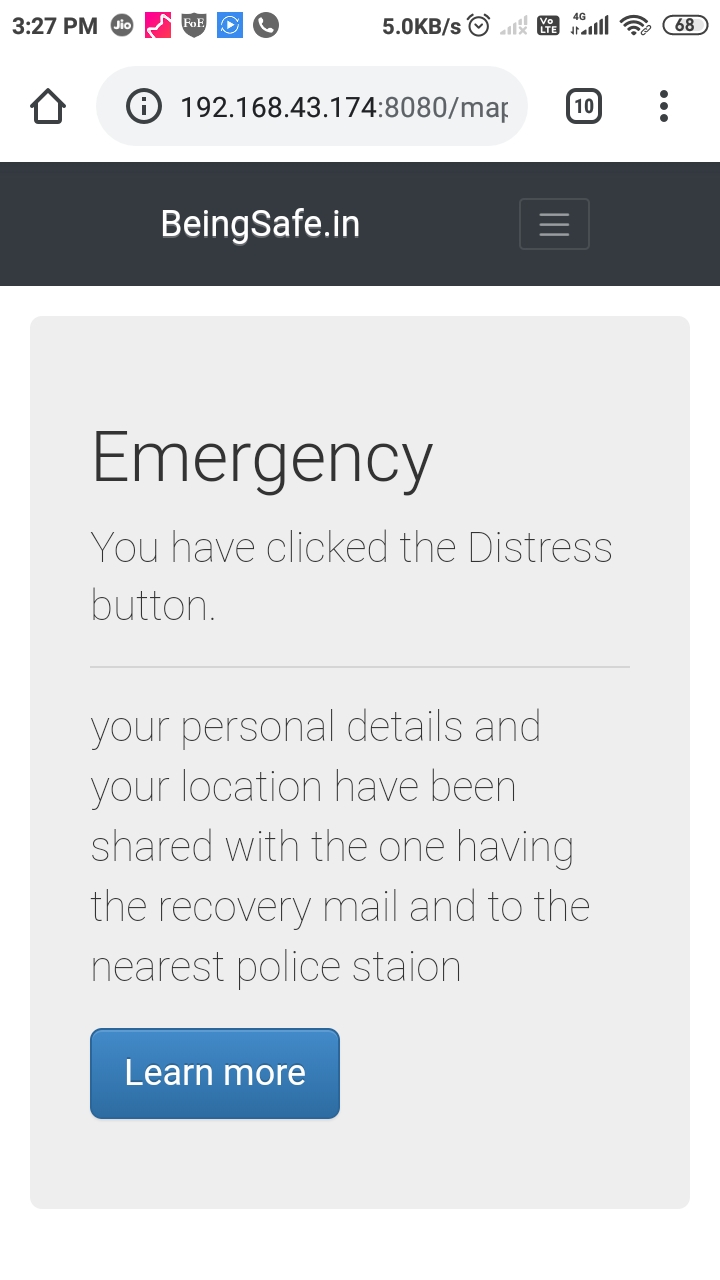 3:27 PM Jio FoE 5.0KB/s Vo LTE 4G 68
192.168.43.174:8080/map 10
BeingSafe.in
Emergency
You have clicked the Distress
button.
your personal details and
your location have been
shared with the one having
the recovery mail and to the
nearest police staion
Learn more